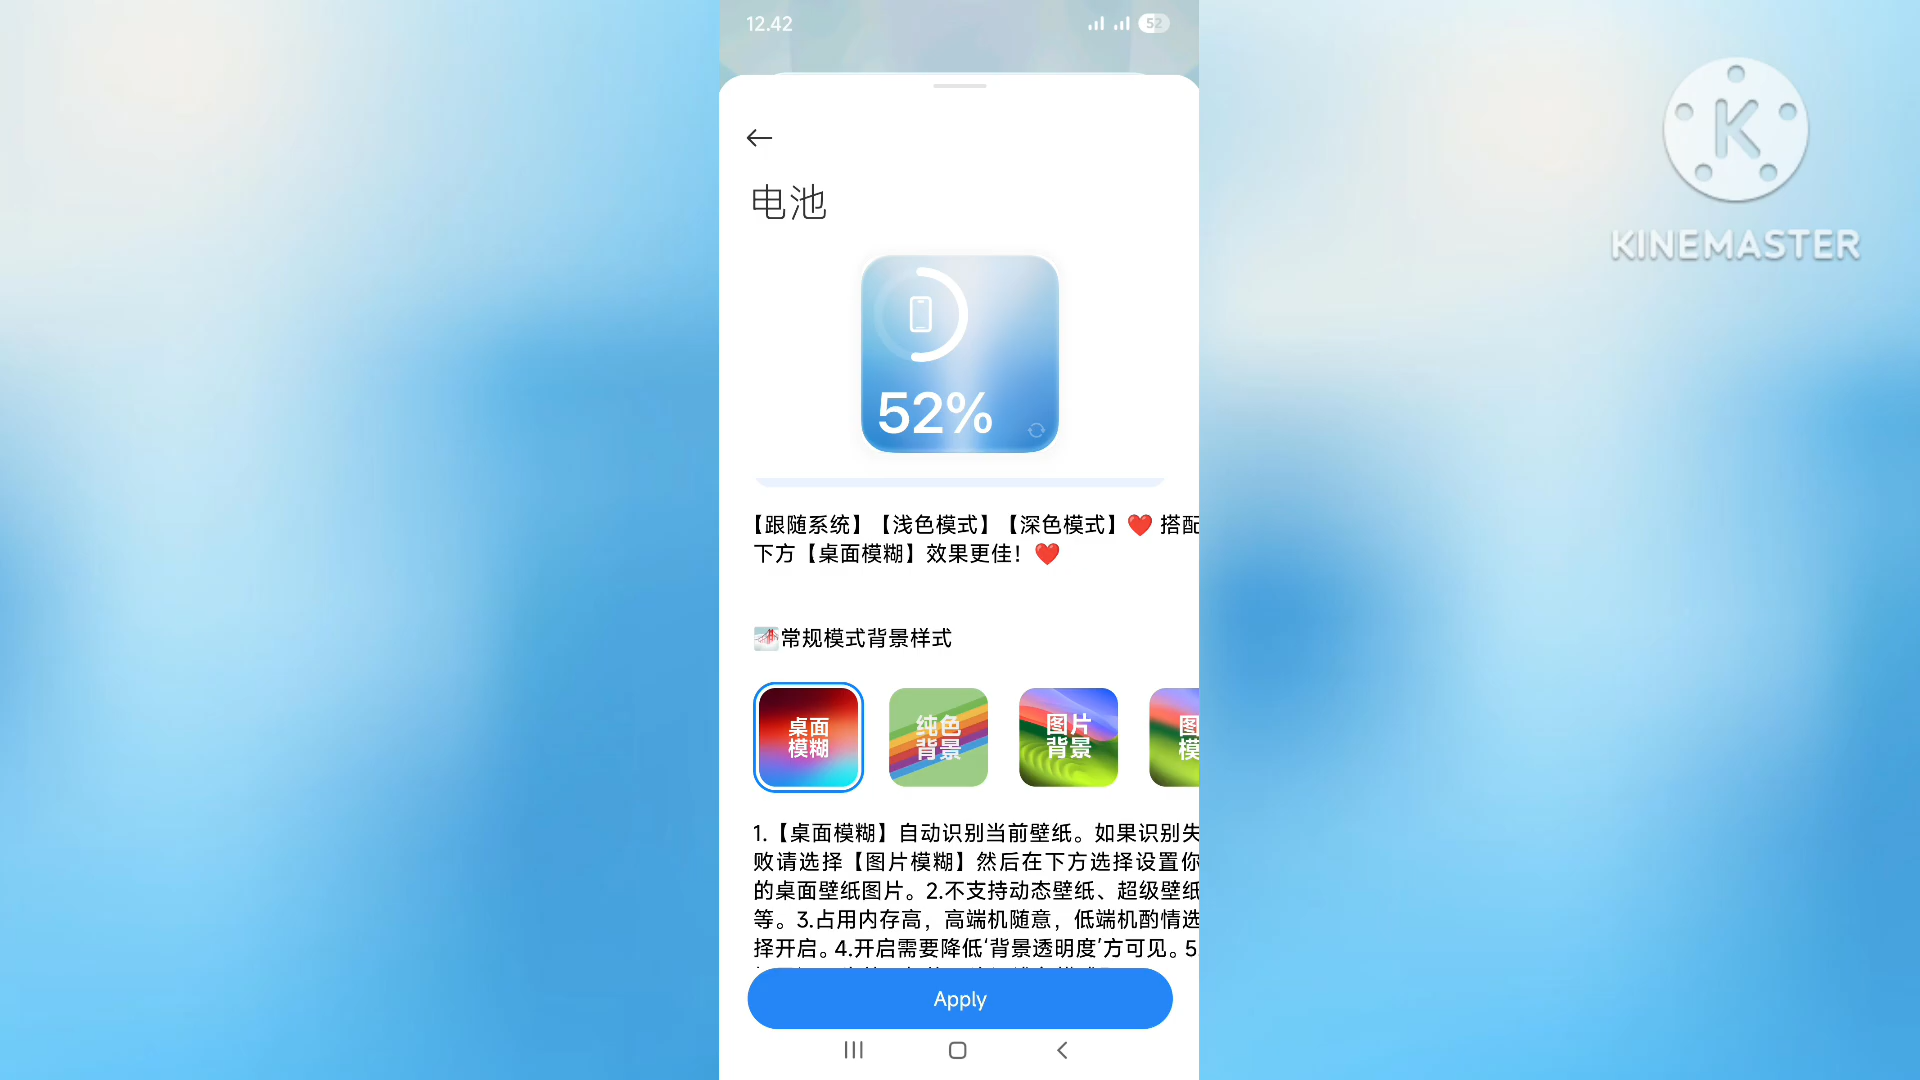 12.42
52
K
KINEMASTER
电池
52%
【跟随系统】【浅色模式】【深色模式】❤️ 搭配
下方【桌面模糊】效果更佳！❤️
🌁常规模式背景样式
桌面
模糊
纯色
背景
图片
背景
图
模
1.【桌面模糊】自动识别当前壁纸。如果识别失
败请选择【图片模糊】然后在下方选择设置你
的桌面壁纸图片。2.不支持动态壁纸、超级壁纸
等。3.占用内存高，高端机随意，低端机酌情选
择开启。4.开启需要降低‘背景透明度’方可见。5
Apply